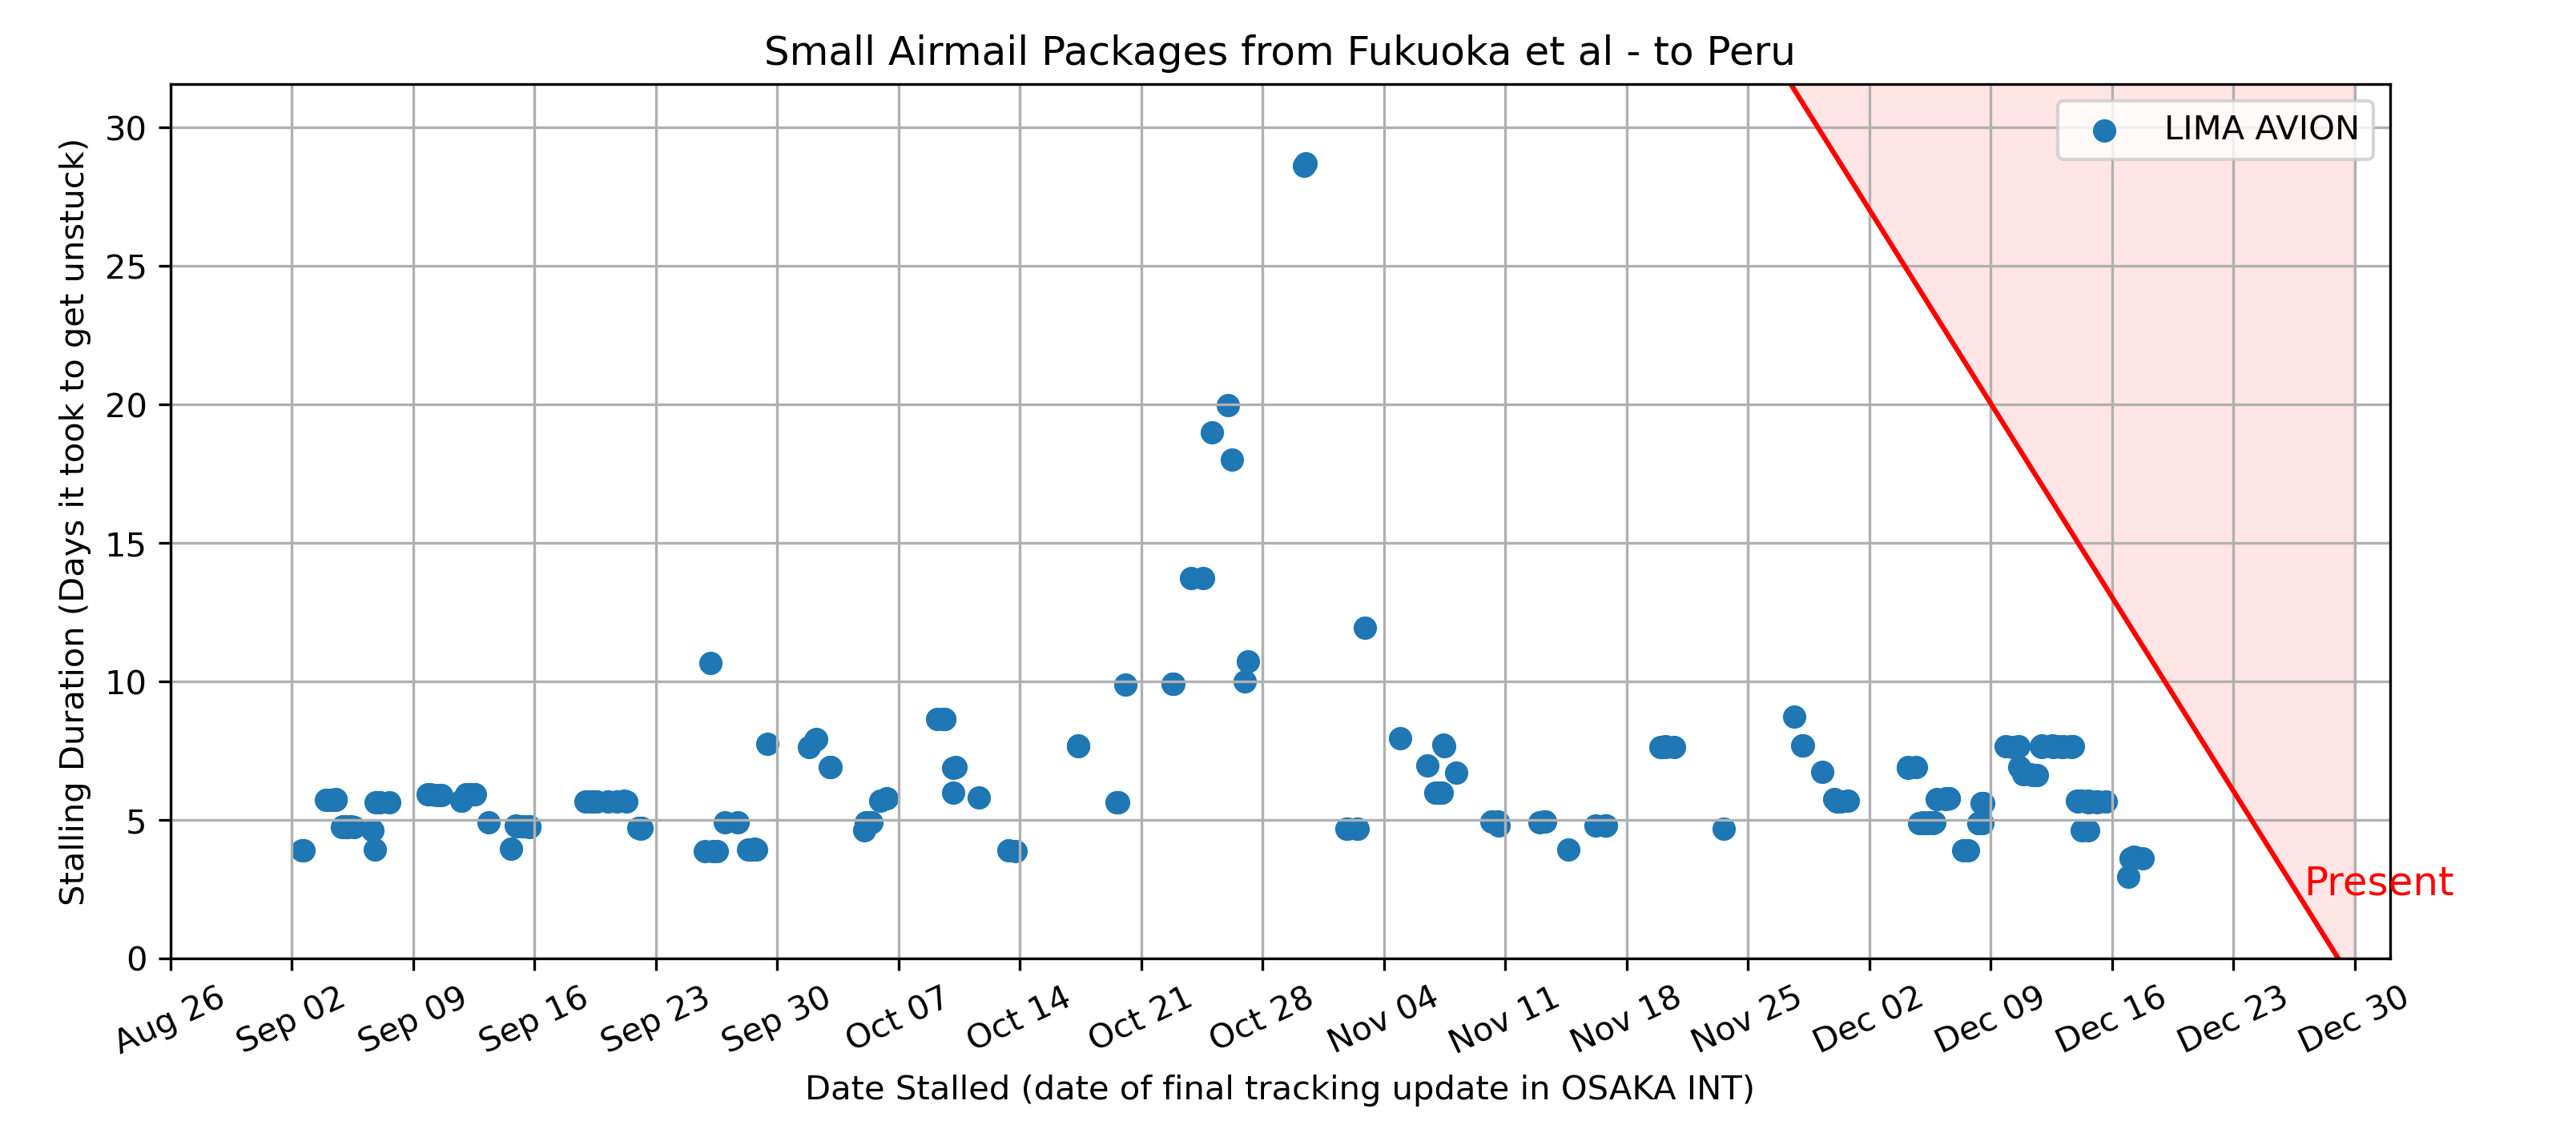 Small Airmail Packages from Fukuoka et al - to Peru
LIMA AVION
Stalling Duration (Days it took to get unstuck)
30
25
20
15
10
5
0
Present
Aug 26 Sep 02 Sep 09 Sep 16 Sep 23 Sep 30 Oct 07 Oct 14 Oct 21 Oct 28 Nov 04 Nov 11 Nov 18 Nov 25 Dec 02 Dec 09 Dec 16 Dec 23 Dec 30
Date Stalled (date of final tracking update in OSAKA INT)